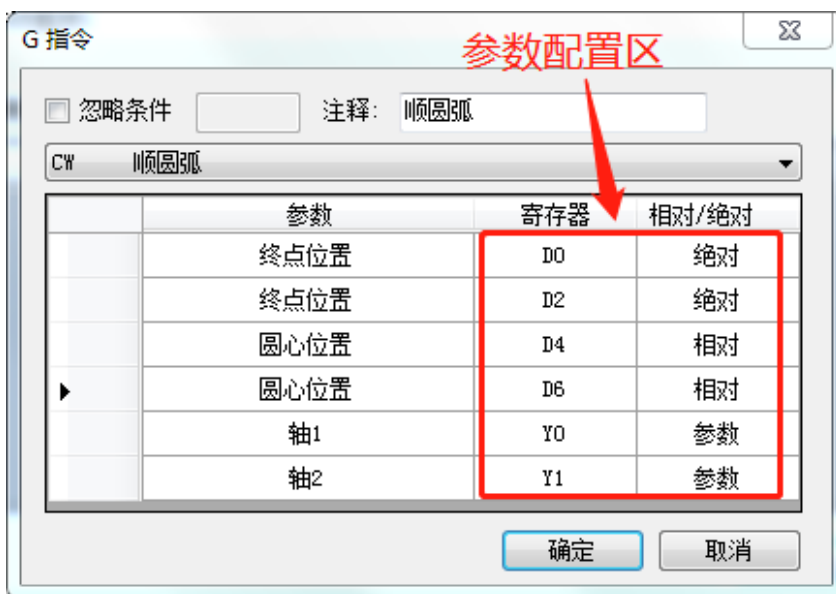 G 指令
参数配置区
忽略条件 注释: 顺圆弧
CW 顺圆弧
参数 寄存器 相对/绝对
终点位置 D0 绝对
终点位置 D2 绝对
圆心位置 D4 相对
圆心位置 D6 相对
轴1 Y0 参数
轴2 Y1 参数
确定 取消